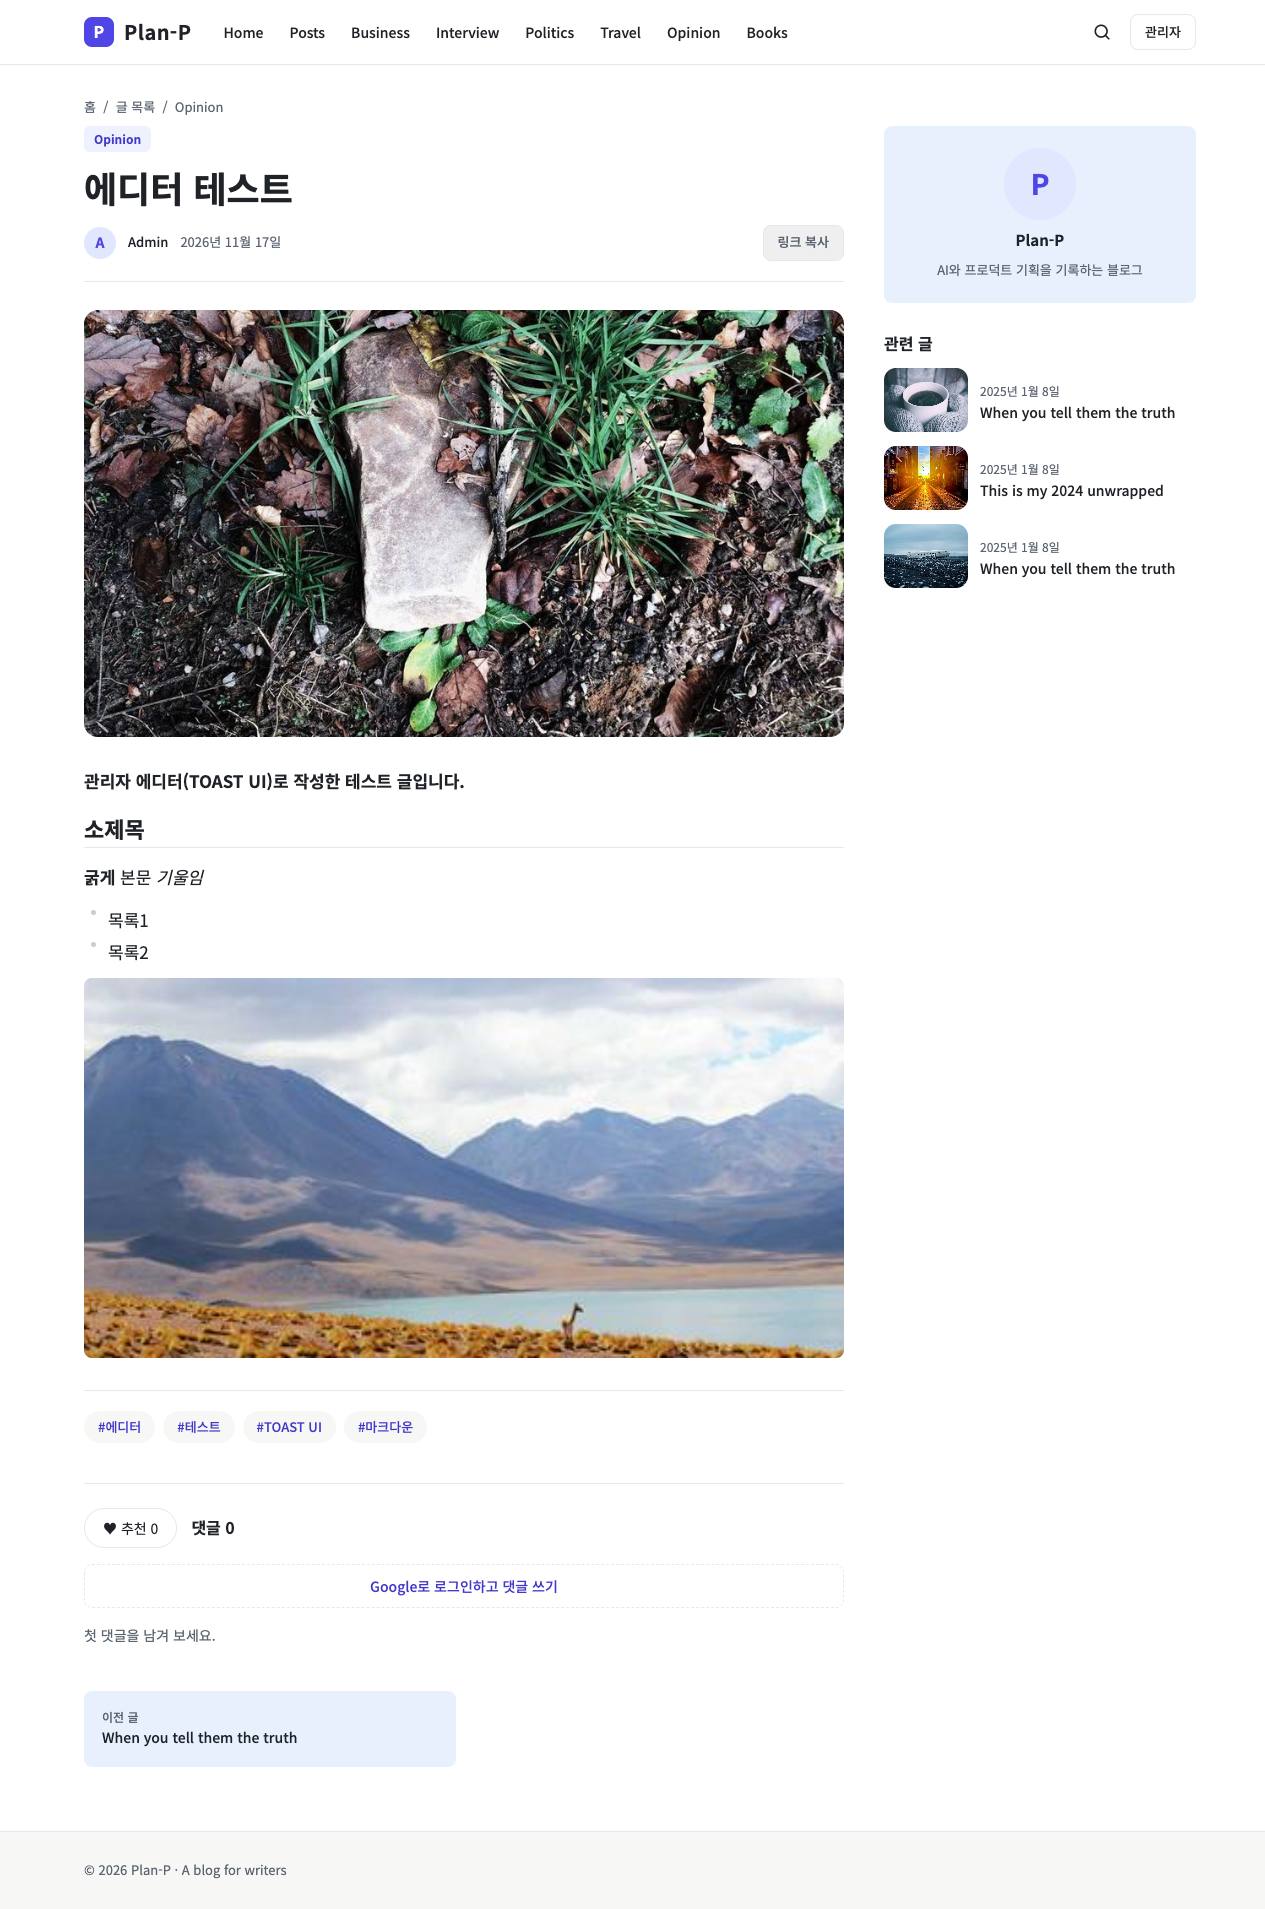 P Plan-P Home Posts Business Interview Politics Travel Opinion Books 관리자
홈 / 글 목록 / Opinion
Opinion
에디터 테스트
A Admin 2026년 11월 17일 링크 복사
P
Plan-P
AI와 프로덕트 기획을 기록하는 블로그
관련 글
2025년 1월 8일
When you tell them the truth
2025년 1월 8일
This is my 2024 unwrapped
2025년 1월 8일
When you tell them the truth
관리자 에디터(TOAST UI)로 작성한 테스트 글입니다.
소제목
굵게 본문 기울임
목록1
목록2
#에디터 #테스트 #TOAST UI #마크다운
♥ 추천 0 댓글 0
Google로 로그인하고 댓글 쓰기
첫 댓글을 남겨 보세요.
이전 글
When you tell them the truth
© 2026 Plan-P · A blog for writers